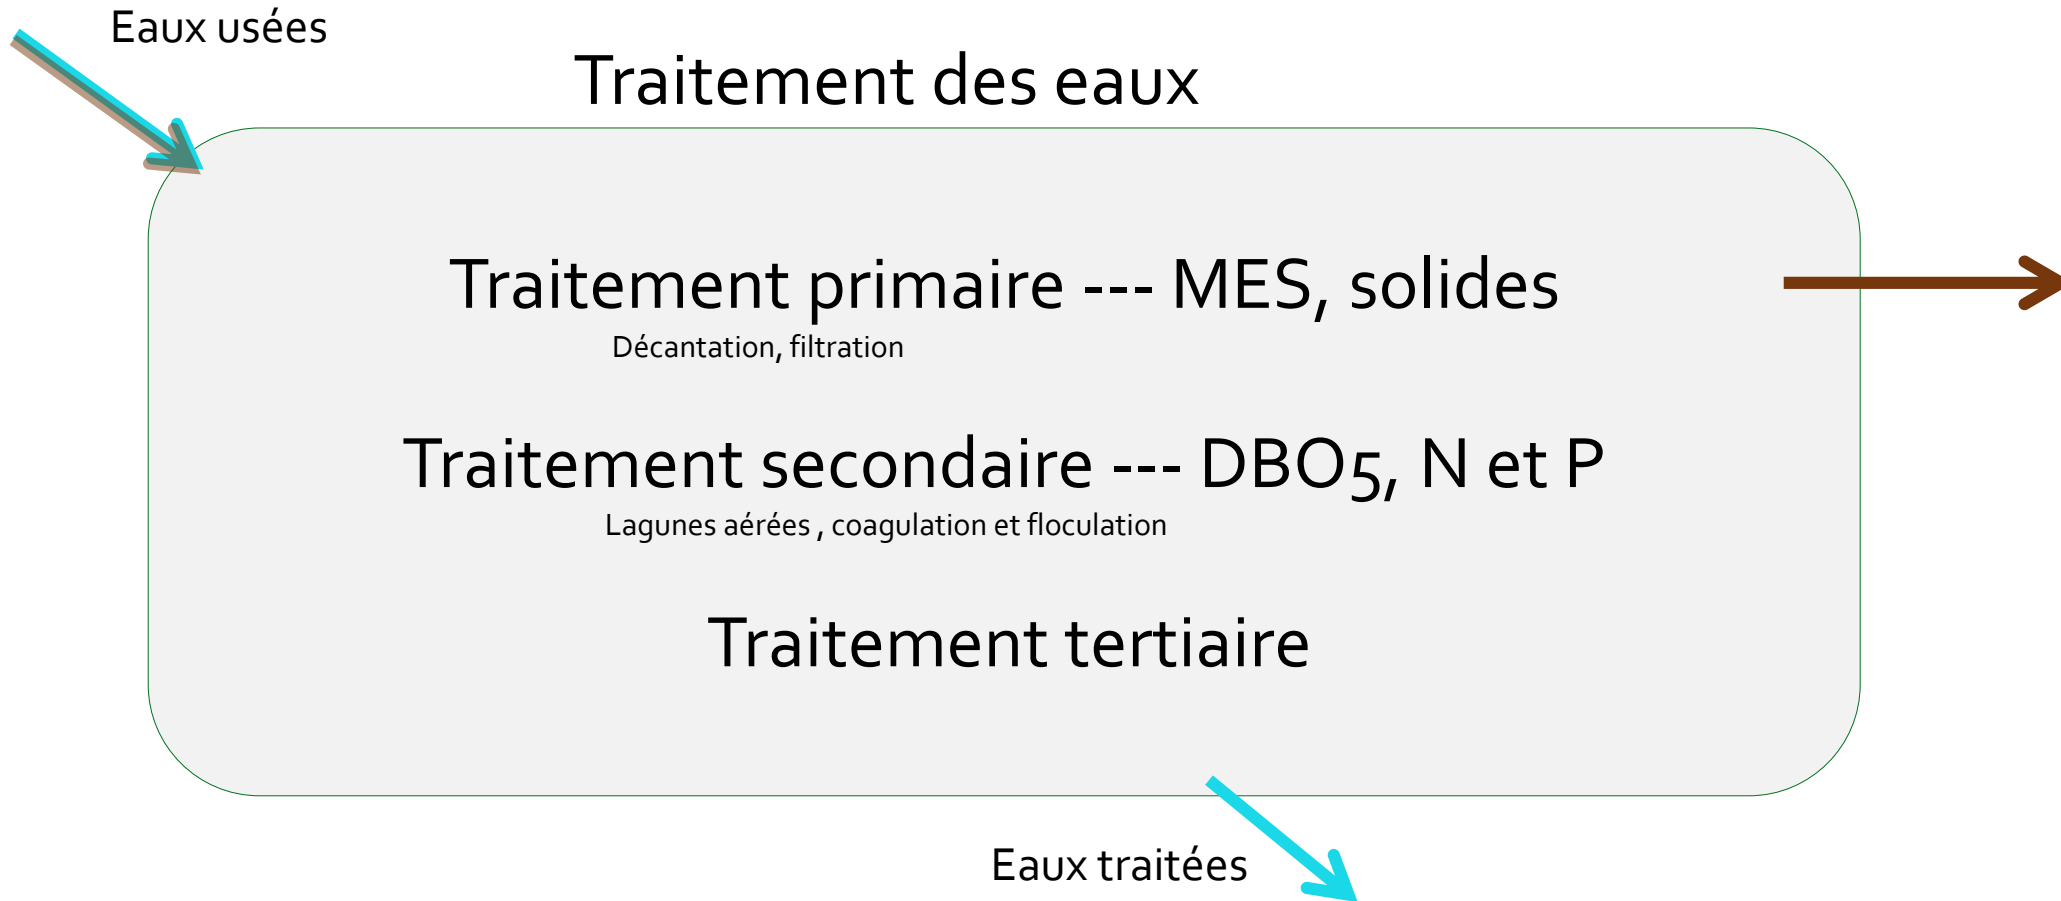 Eaux usées
Traitement des eaux
Traitement primaire --- MES, solides
Décantation, filtration
Traitement secondaire --- DBO5, N et P
Lagunes aérées , coagulation et floculation
Traitement tertiaire
Eaux traitées